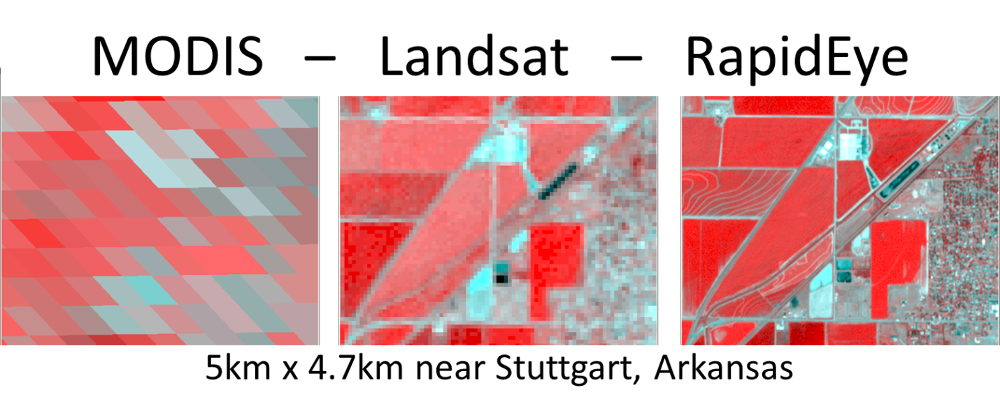 MODIS – Landsat – RapidEye
5km x 4.7km near Stuttgart, Arkansas